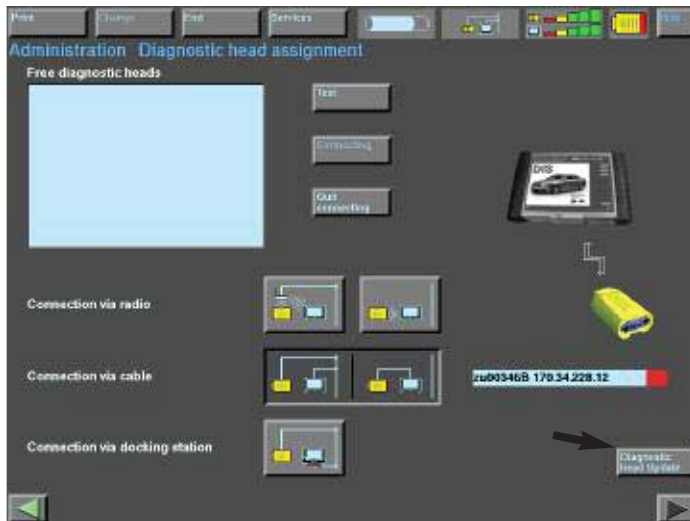 Print
Change
End
Services
Administration Diagnostic head assignment
Free diagnostic heads
Test
Connecting
Quit
connecting
DIS
Connection via radio
Connection via cable
zu00346B 170.34.228.12
Connection via docking station
Diagnostic
head Update